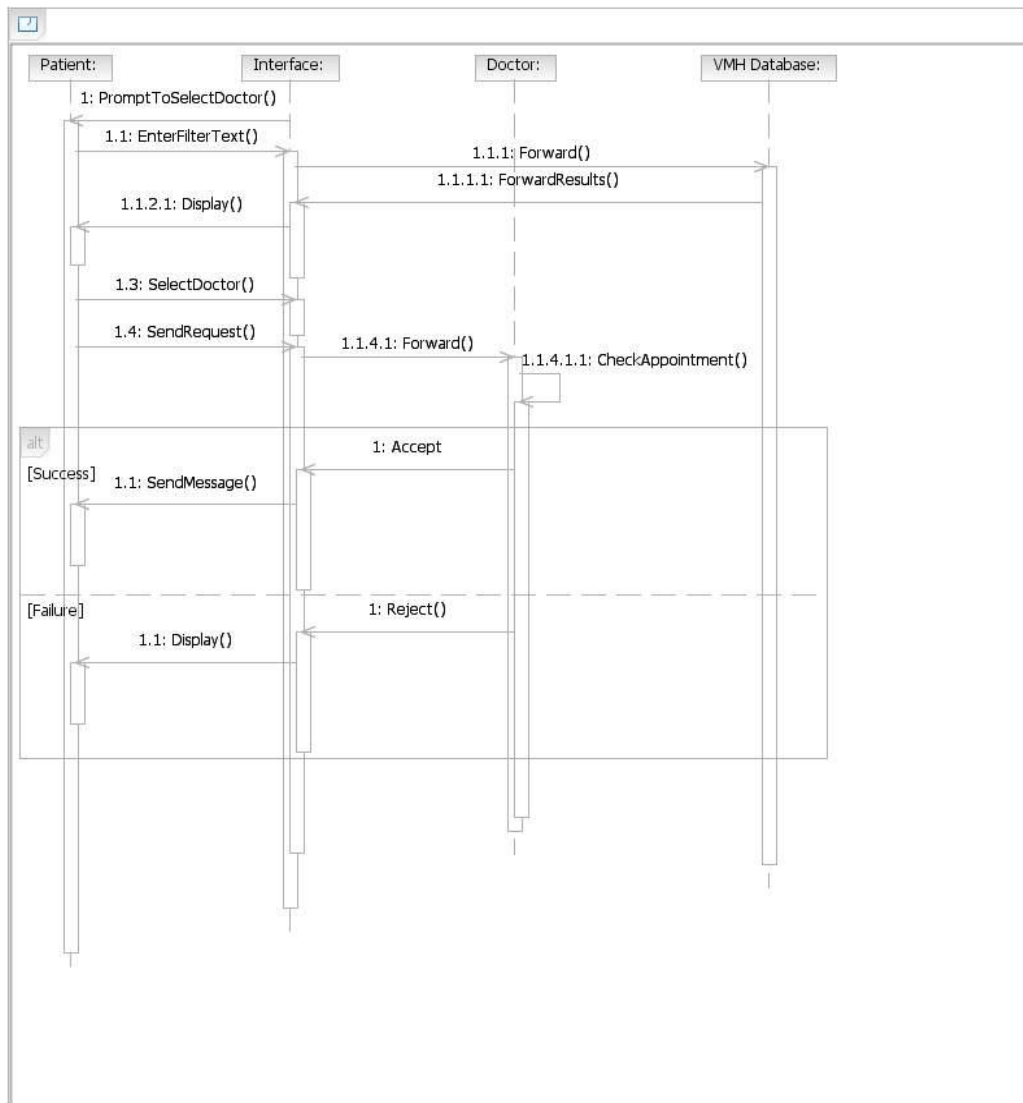 Patient:
Interface:
Doctor:
VMH Database:
1: PromptToSelectDoctor()
1.1: EnterFilterText()
1.1.1: Forward()
1.1.1.1: ForwardResults()
1.1.2.1: Display()
1.3: SelectDoctor()
1.4: SendRequest()
1.1.4.1: Forward()
1.1.4.1.1: CheckAppointment()
alt
1: Accept
[Success]
1.1: SendMessage()
[Failure]
1: Reject()
1.1: Display()